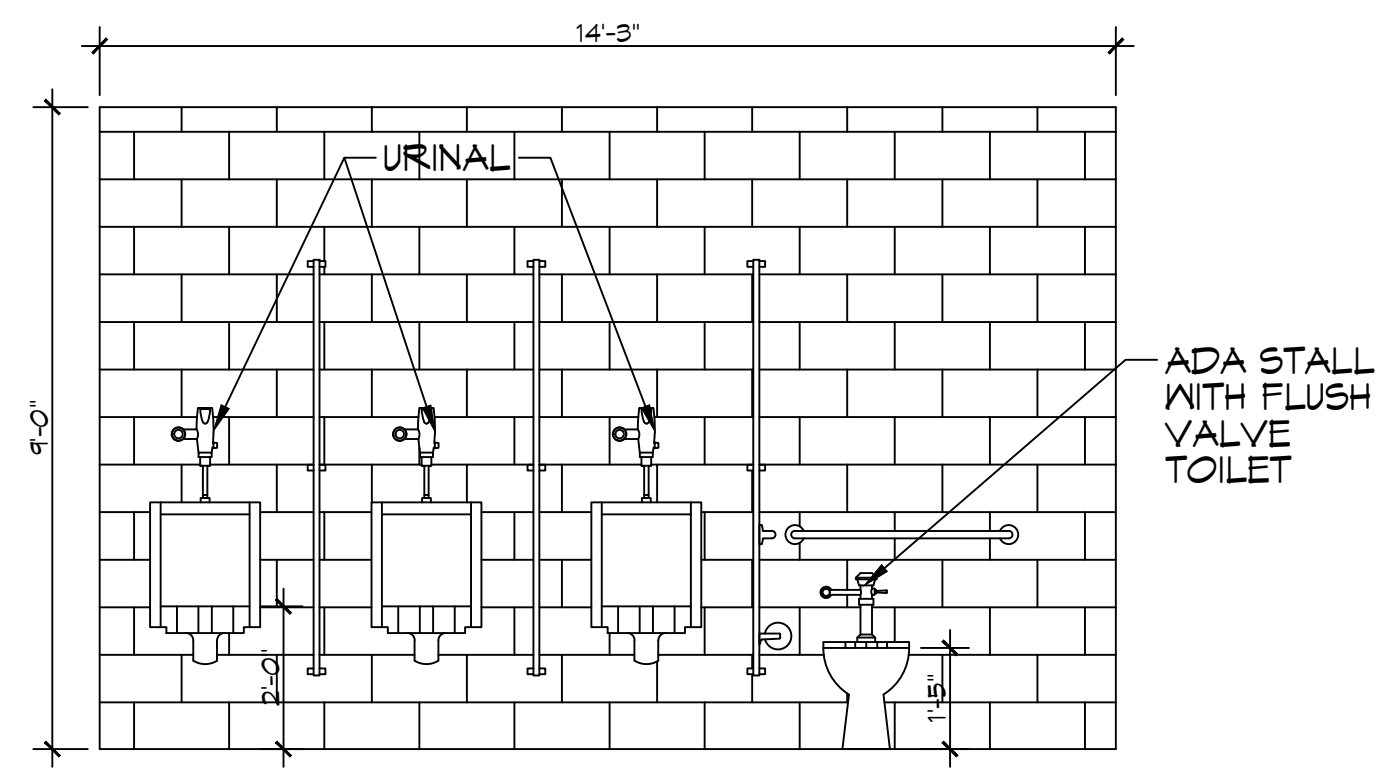 14'-3"
URINAL
9'-0"
ADA STALL
WITH FLUSH
VALVE
TOILET
2'-0"
1'-5"